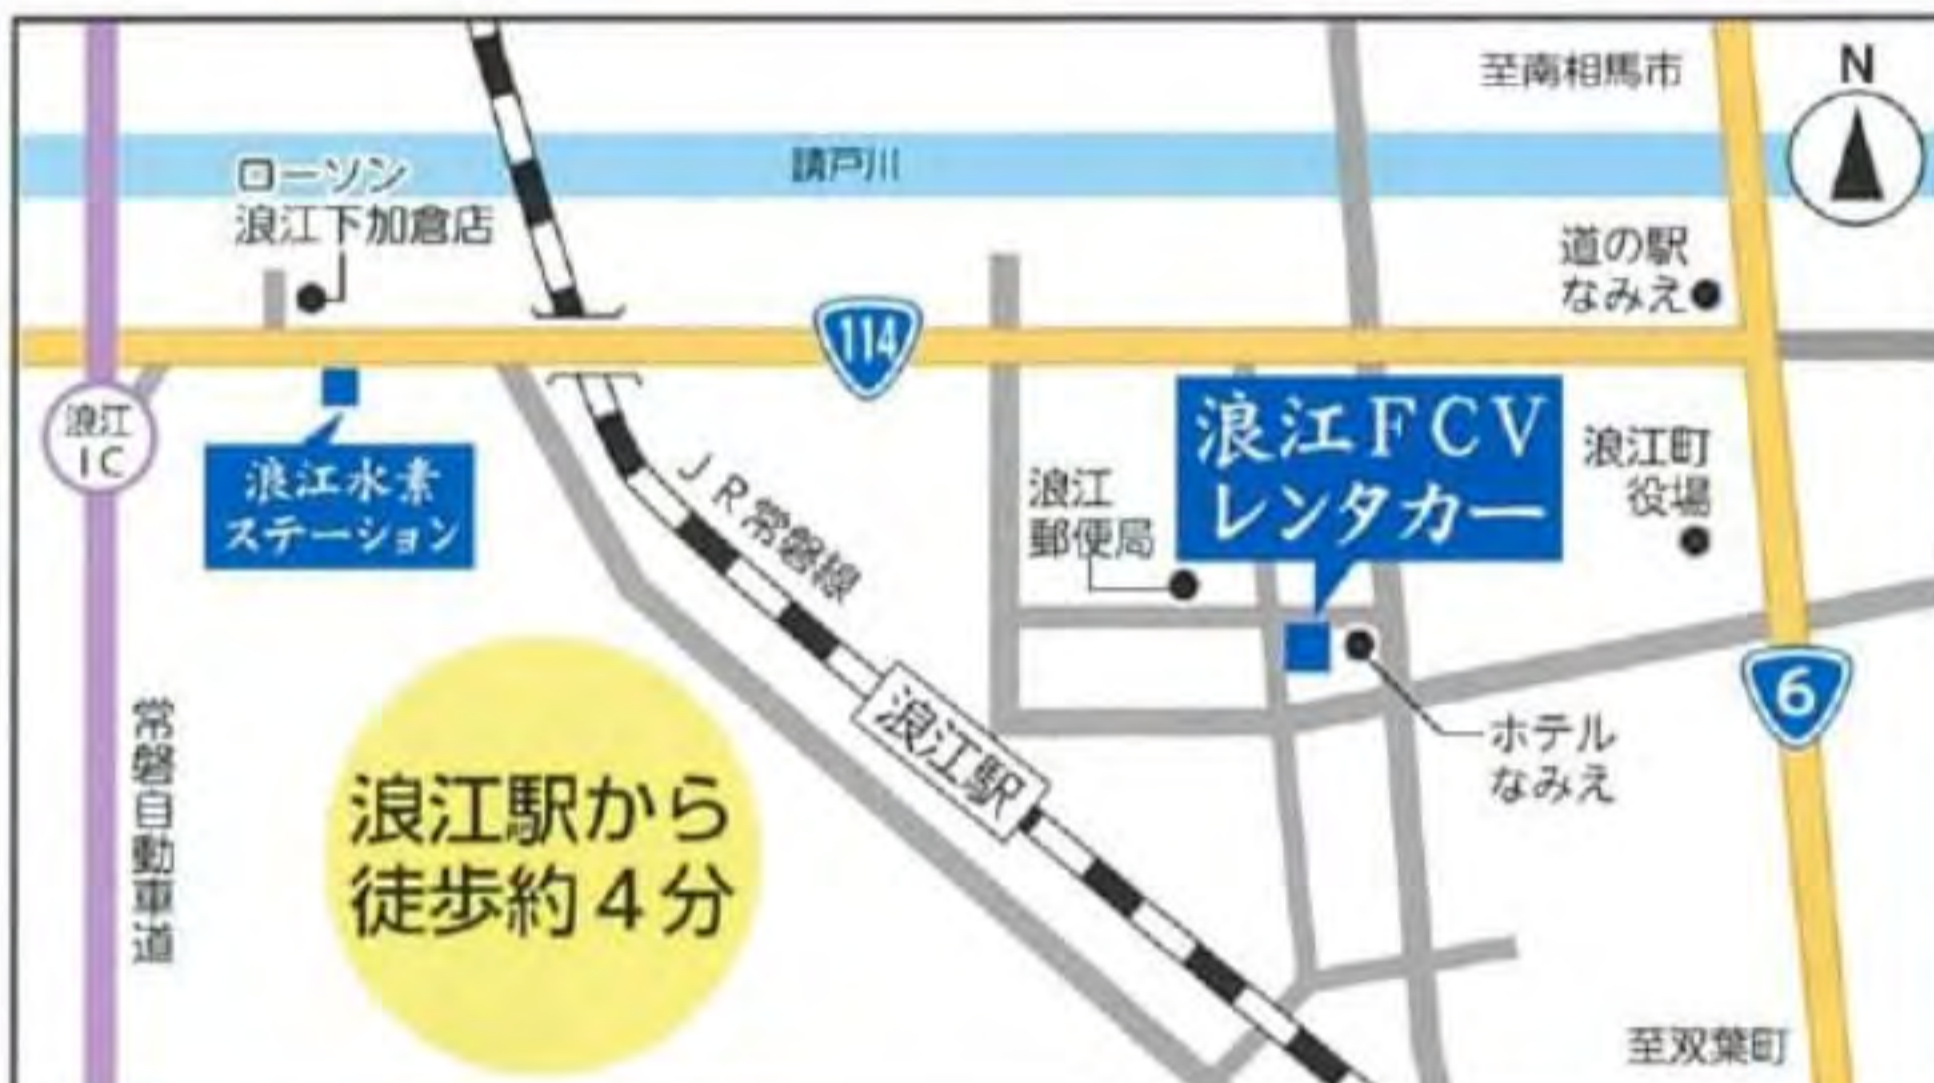 至南相馬市
N
請戸川
ローソン
浪江下加倉店
道の駅
なみえ
114
浪江
IC
浪江水素
ステーション
JR常磐線
浪江
郵便局
浪江FCV
レンタカー
浪江町
役場
6
浪江駅
ホテル
なみえ
常磐自動車道
浪江駅から
徒歩約4分
至双葉町